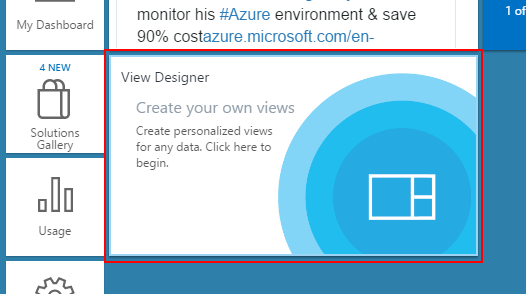 monitor his #Azure environment & save
90% costazure.microsoft.com/en-
1 of
My Dashboard
4 NEW
Solutions
Gallery
Usage
View Designer
Create your own views
Create personalized views
for any data. Click here to
begin.